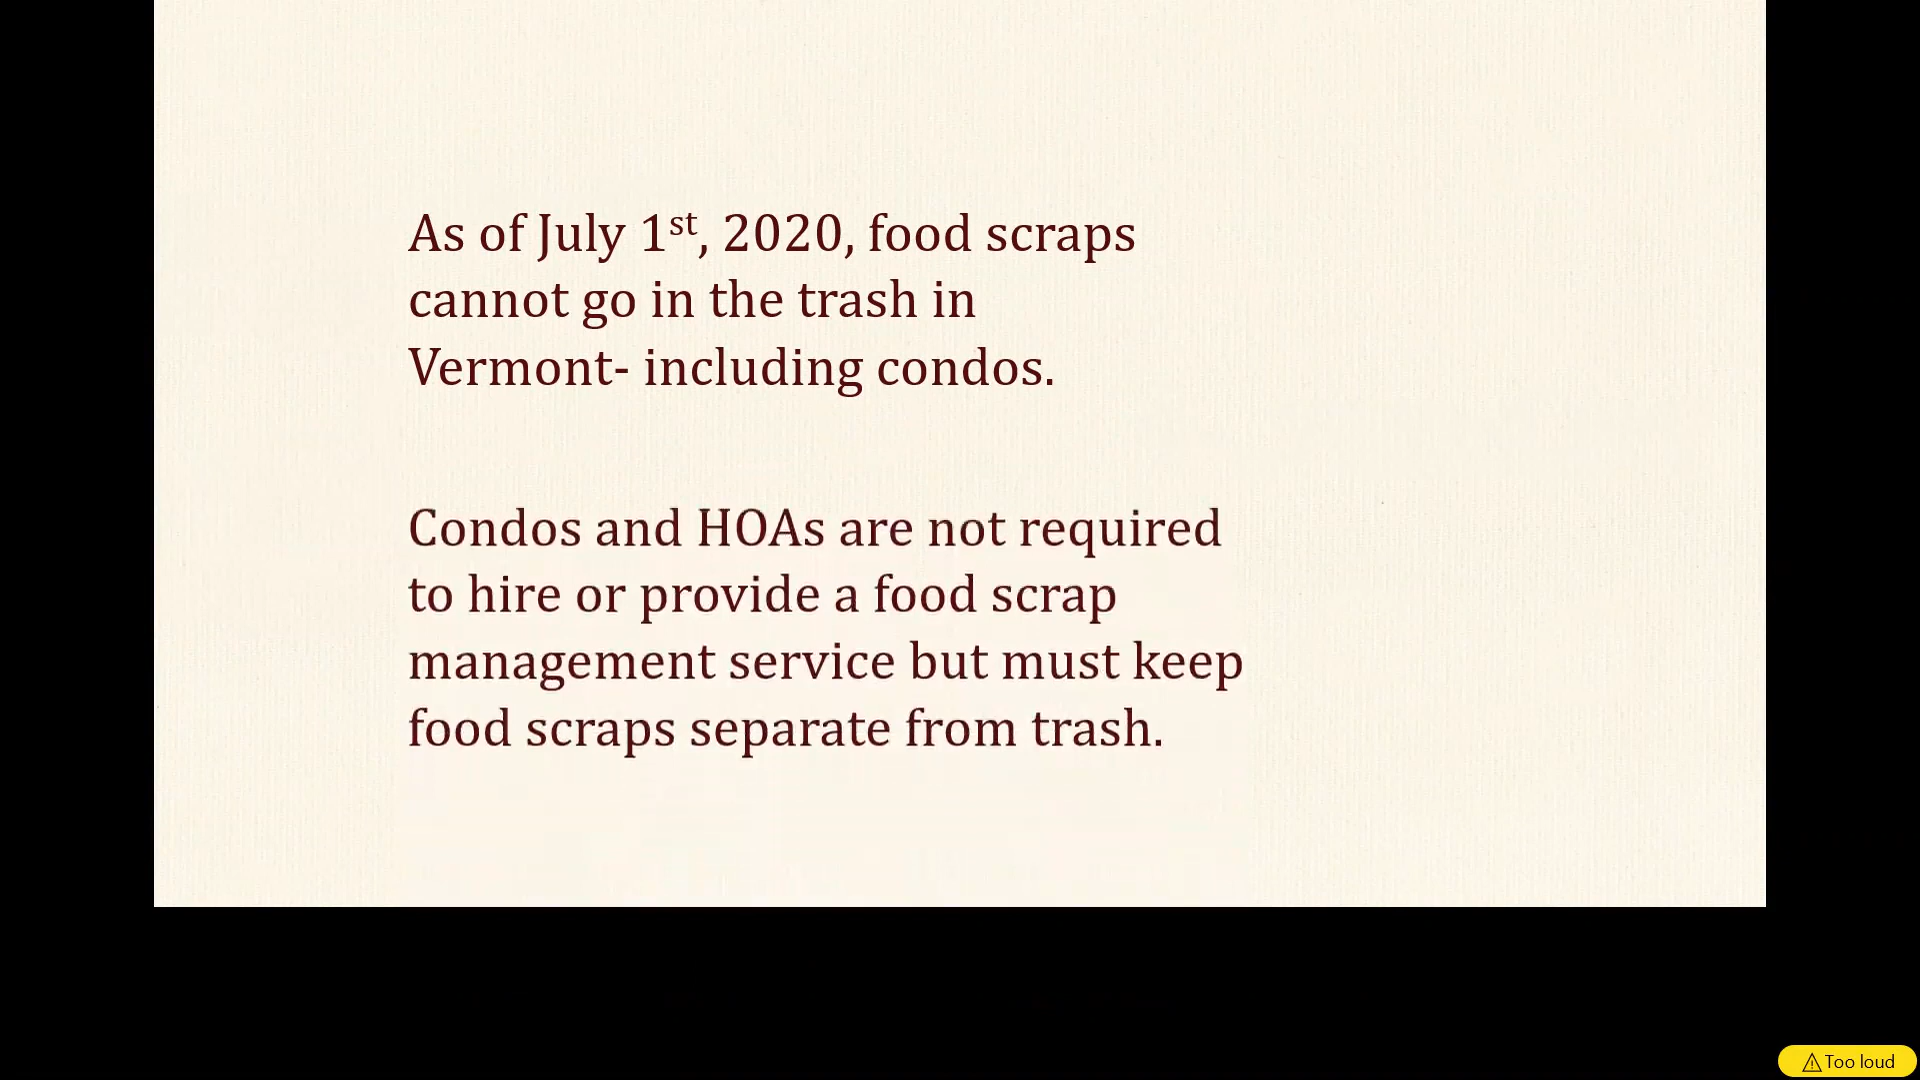 As of July 1st, 2020, food scraps
cannot go in the trash in
Vermont- including condos.
Condos and HOAs are not required
to hire or provide a food scrap
management service but must keep
food scraps separate from trash.
Too loud